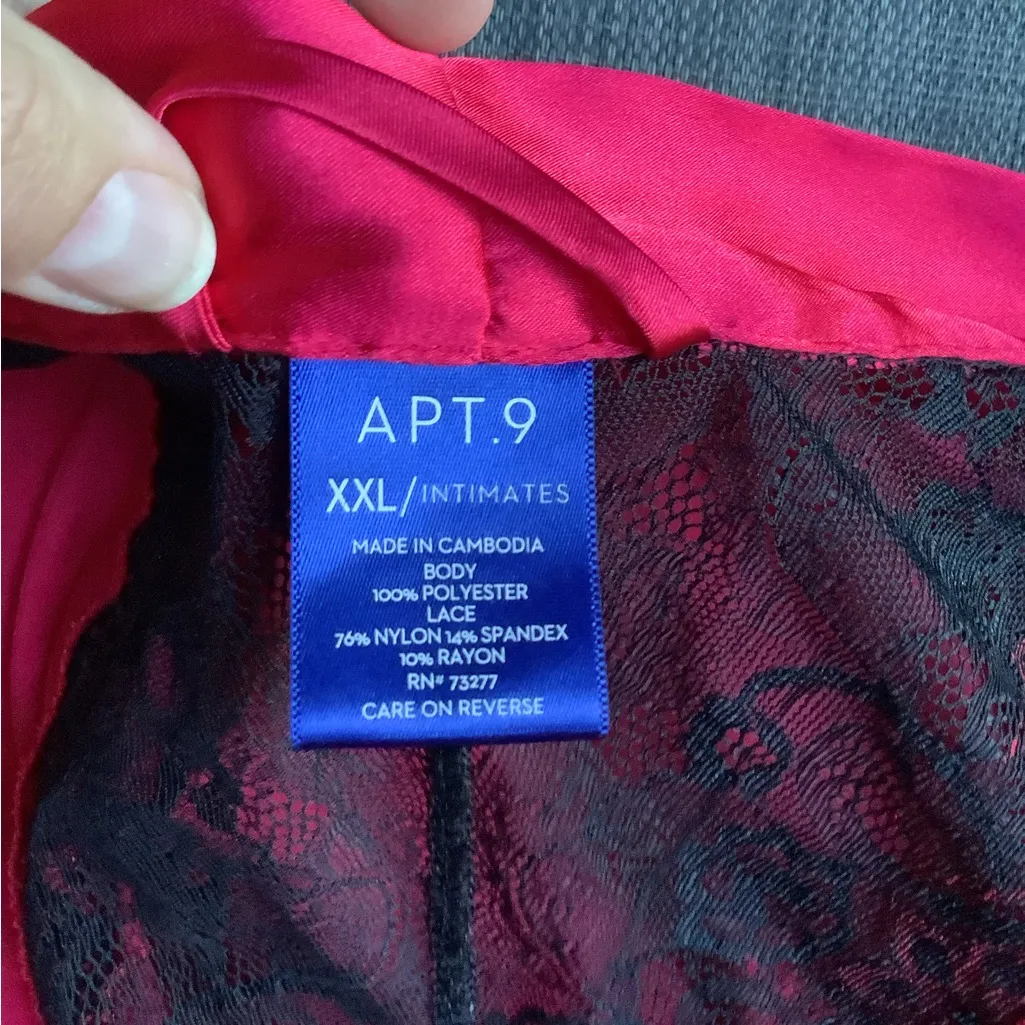 APT.9
XXL/INTIMATES
MADE IN CAMBODIA
BODY
100% POLYESTER
LACE
76% NYLON 14% SPANDEX
10% RAYON
RN# 73277
CARE ON REVERSE